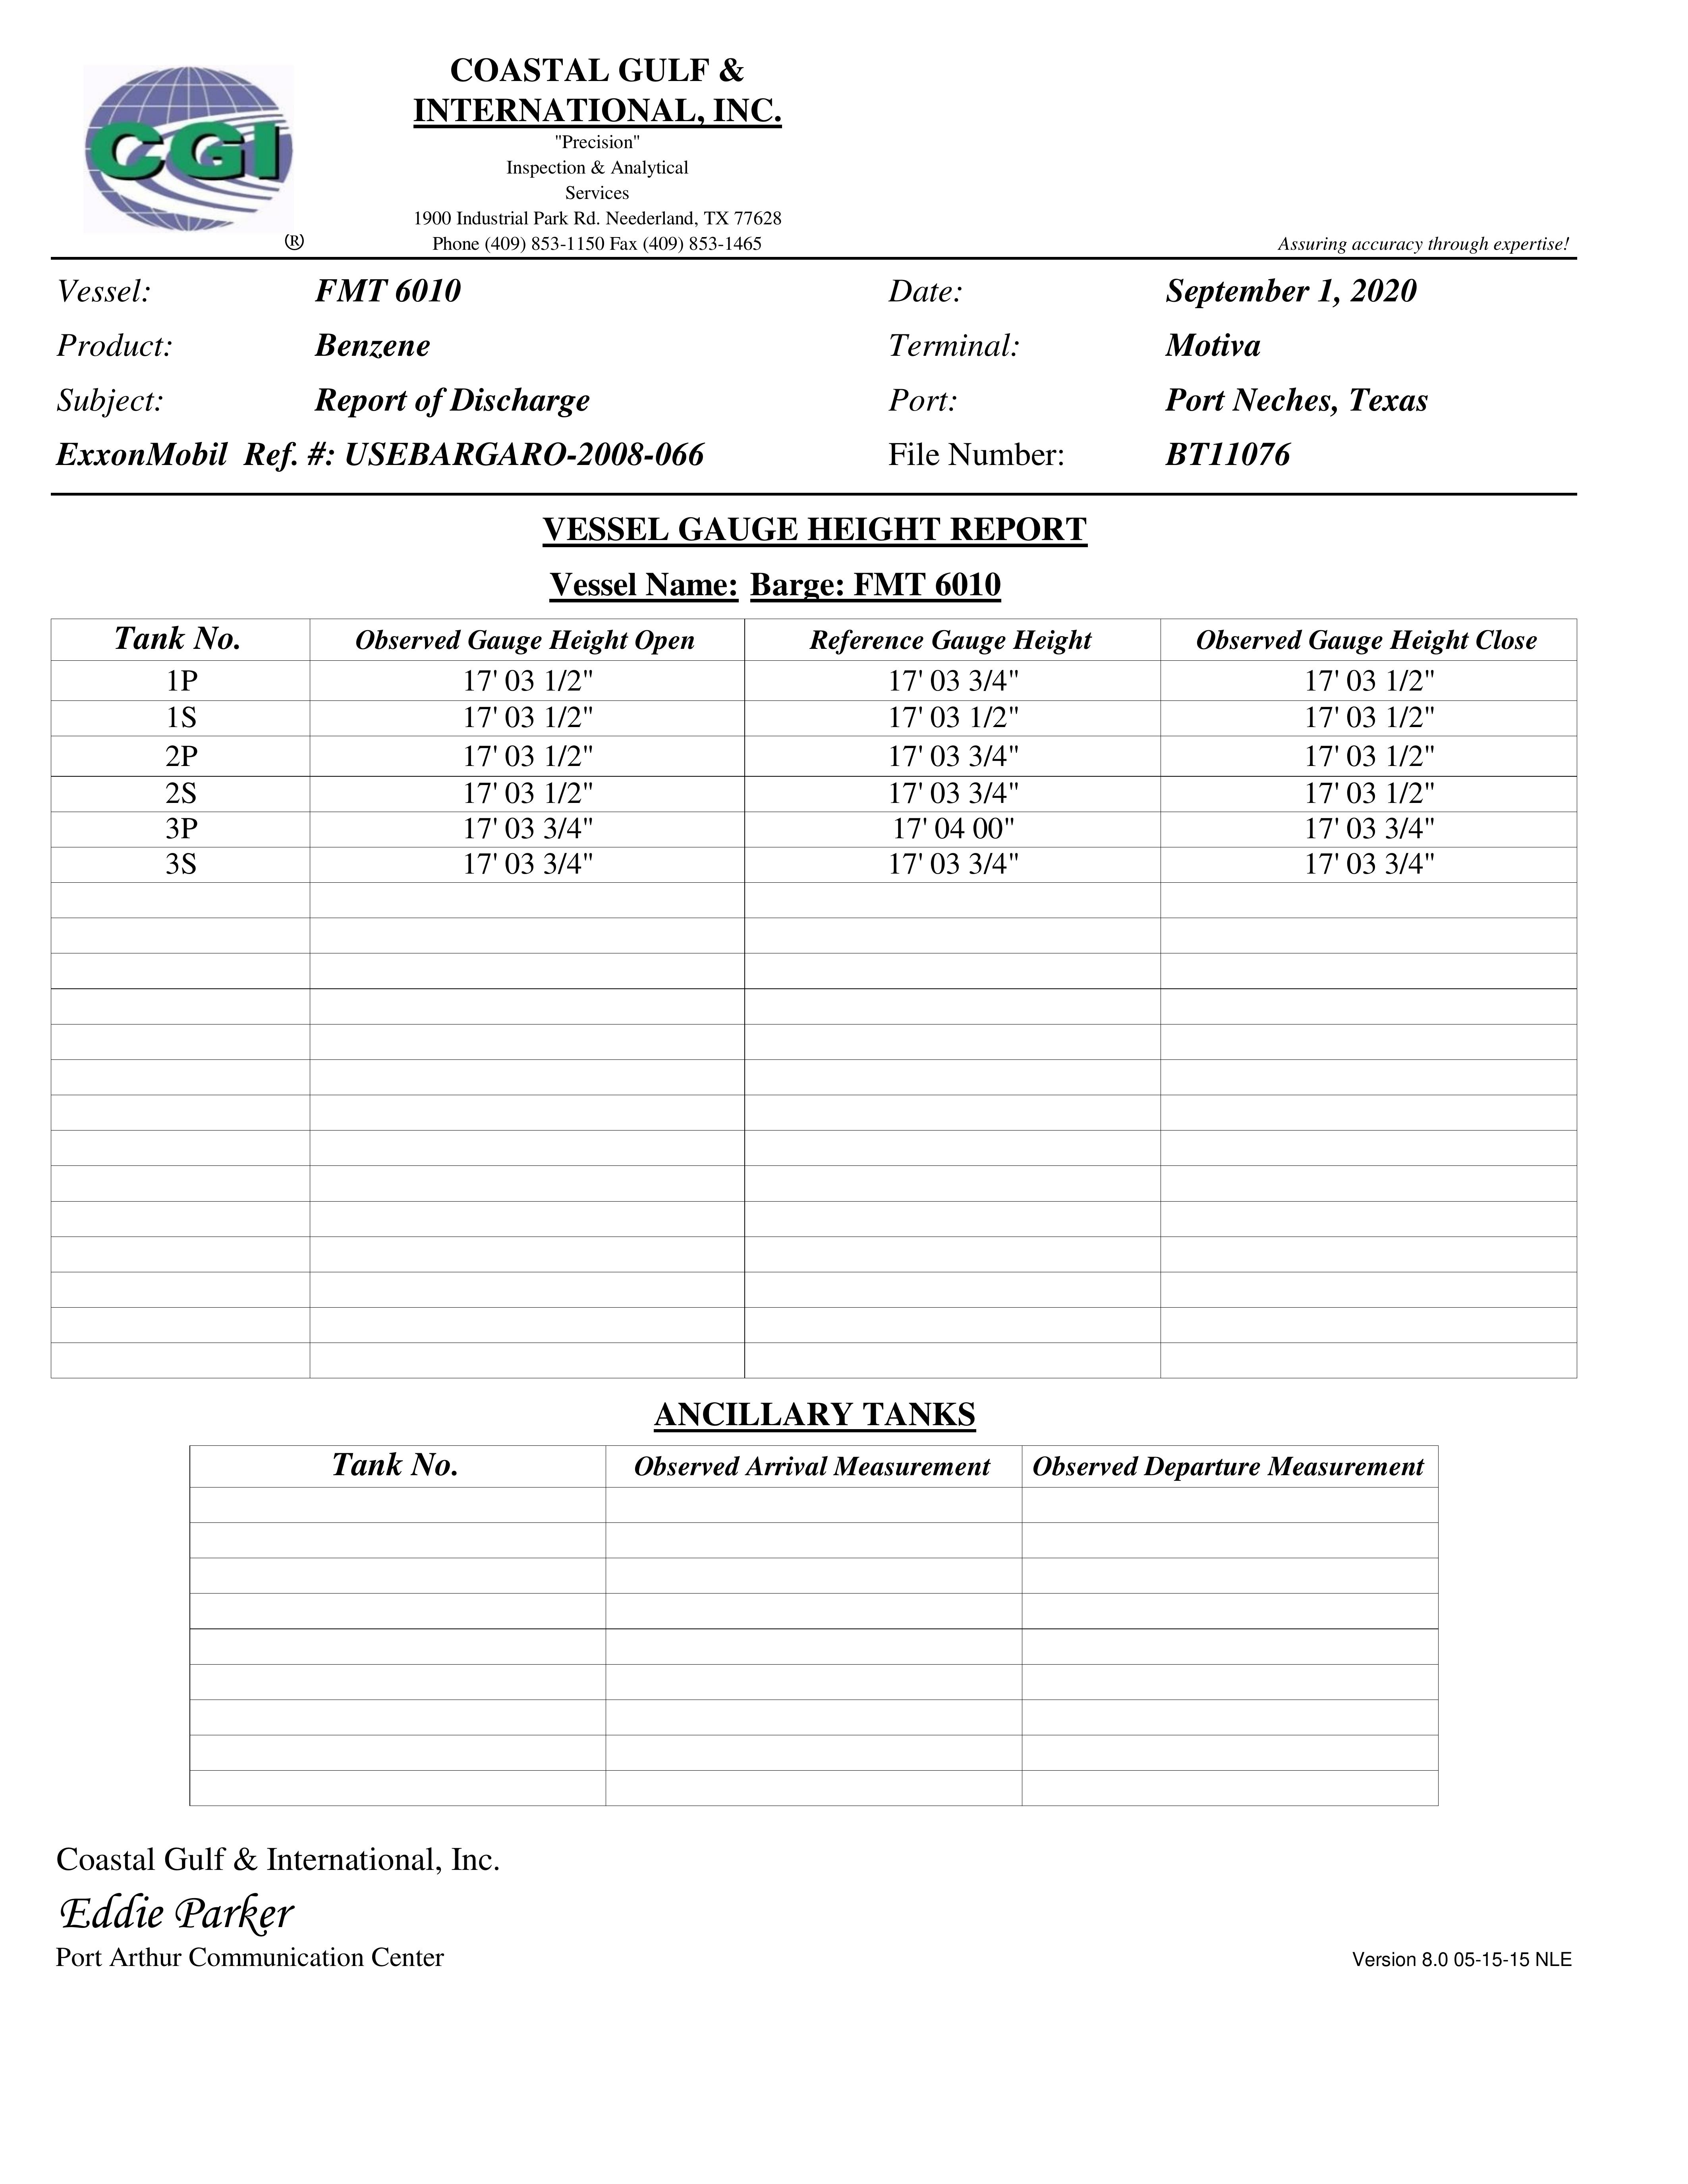 CGI
®
COASTAL GULF &
INTERNATIONAL, INC.
"Precision"
Inspection & Analytical
Services
1900 Industrial Park Rd. Neederland, TX 77628
Phone (409) 853-1150 Fax (409) 853-1465
Assuring accuracy through expertise!
Vessel: FMT 6010 Date: September 1, 2020
Product: Benzene Terminal: Motiva
Subject: Report of Discharge Port: Port Neches, Texas
ExxonMobil Ref. #: USEBARGARO-2008-066 File Number: BT11076
VESSEL GAUGE HEIGHT REPORT
Vessel Name: Barge: FMT 6010
Tank No. Observed Gauge Height Open Reference Gauge Height Observed Gauge Height Close
1P 17' 03 1/2" 17' 03 3/4" 17' 03 1/2"
1S 17' 03 1/2" 17' 03 1/2" 17' 03 1/2"
2P 17' 03 1/2" 17' 03 3/4" 17' 03 1/2"
2S 17' 03 1/2" 17' 03 3/4" 17' 03 1/2"
3P 17' 03 3/4" 17' 04 00" 17' 03 3/4"
3S 17' 03 3/4" 17' 03 3/4" 17' 03 3/4"
ANCILLARY TANKS
Tank No. Observed Arrival Measurement Observed Departure Measurement
Coastal Gulf & International, Inc.
Eddie Parker
Port Arthur Communication Center Version 8.0 05-15-15 NLE